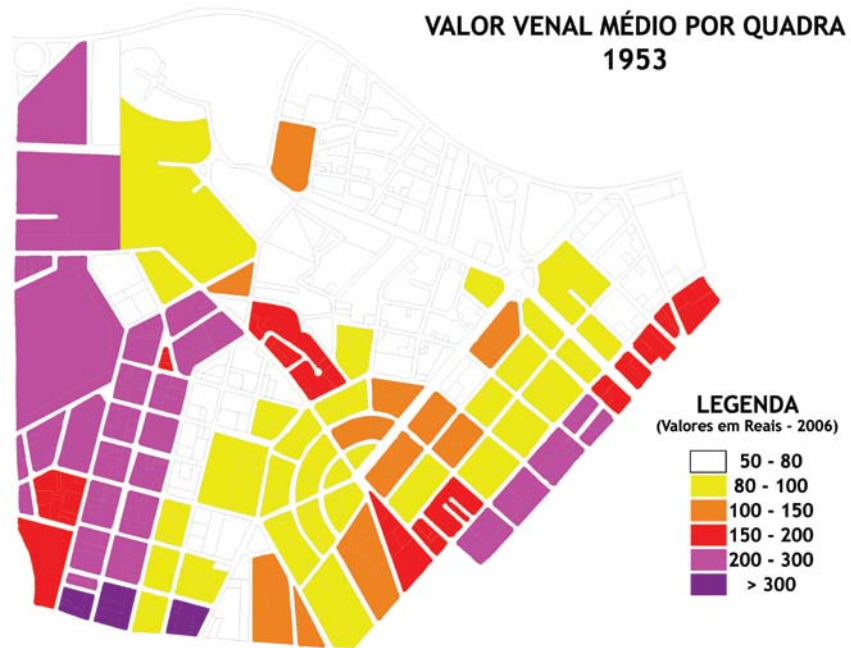 VALOR VENAL MÉDIO POR QUADRA
1953
LEGENDA
(Valores em Reais - 2006)
50 - 80
80 - 100
100 - 150
150 - 200
200 - 300
> 300